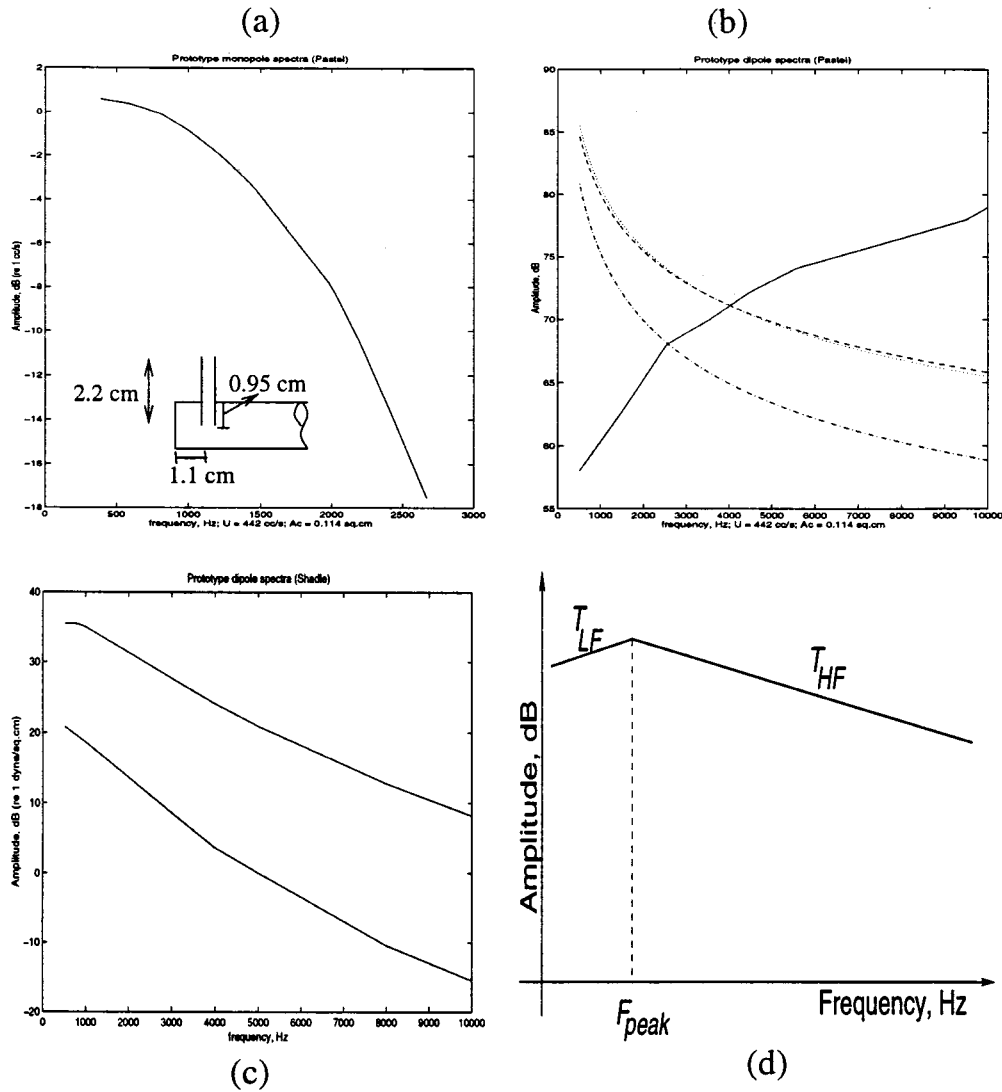 (a)
Prototype monopole spectra (Pastel)
2
0
-2
-4
-6
-8
-10
-12
-14
-16
-18
Amplitude, dB (re 1 cc/s)
2.2 cm
0.95 cm
1.1 cm
0
500
1000
1500
2000
2500
3000
frequency, Hz; U = 442 cc/s; Ac = 0.114 sq.cm
(b)
Prototype dipole spectra (Pastel)
90
85
80
75
70
65
60
55
Amplitude, dB
0
1000
2000
3000
4000
5000
6000
7000
8000
9000
10000
frequency, Hz; U = 442 cc/s; Ac = 0.114 sq.cm
Prototype dipole spectra (Shadle)
40
30
20
10
0
-10
-20
Amplitude, dB (re 1 dyne/sq.cm)
0
1000
2000
3000
4000
5000
6000
7000
8000
9000
10000
frequency, Hz
(c)
T_LF
T_HF
Amplitude, dB
F_peak
Frequency, Hz
(d)